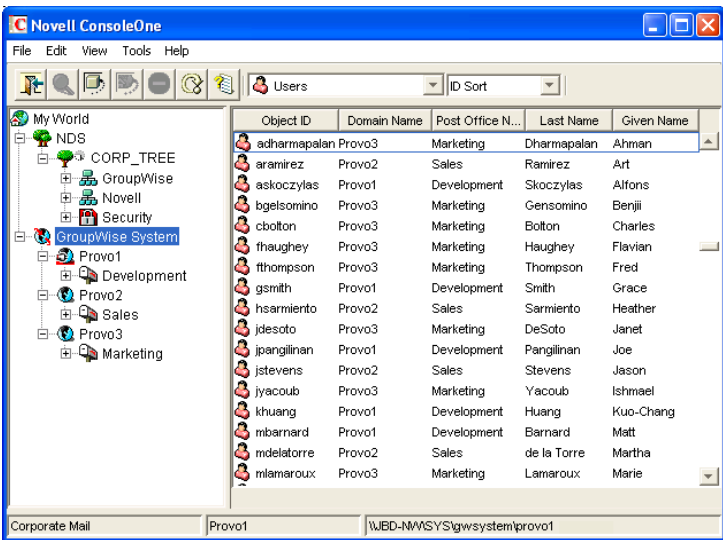 Novell ConsoleOne
File Edit View Tools Help
Users ID Sort
My World
NDS
CORP_TREE
GroupWise
Novell
Security
GroupWise System
Provo1
Development
Provo2
Sales
Provo3
Marketing
Object ID Domain Name Post Office N... Last Name Given Name
adharmapalan Provo3 Marketing Dharmapalan Ahman
aramirez Provo2 Sales Ramirez Art
askoczylas Provo1 Development Skoczylas Alfons
bgelsomino Provo3 Marketing Gensomino Benjii
cbolton Provo3 Marketing Bolton Charles
fhaughey Provo3 Marketing Haughey Flavian
fthompson Provo3 Marketing Thompson Fred
gsmith Provo1 Development Smith Grace
hsarmiento Provo2 Sales Sarmiento Heather
jdesoto Provo3 Marketing DeSoto Janet
jpangilinan Provo1 Development Pangilinan Joe
jstevens Provo2 Sales Stevens Jason
jyacoub Provo3 Marketing Yacoub Ishmael
khuang Provo1 Development Huang Kuo-Chang
mbarnard Provo1 Development Barnard Matt
mdelatorre Provo2 Sales de la Torre Martha
mlamaroux Provo3 Marketing Lamaroux Marie
Corporate Mail Provo1 \\JBD-NW\SYS\gwsystem\provo1